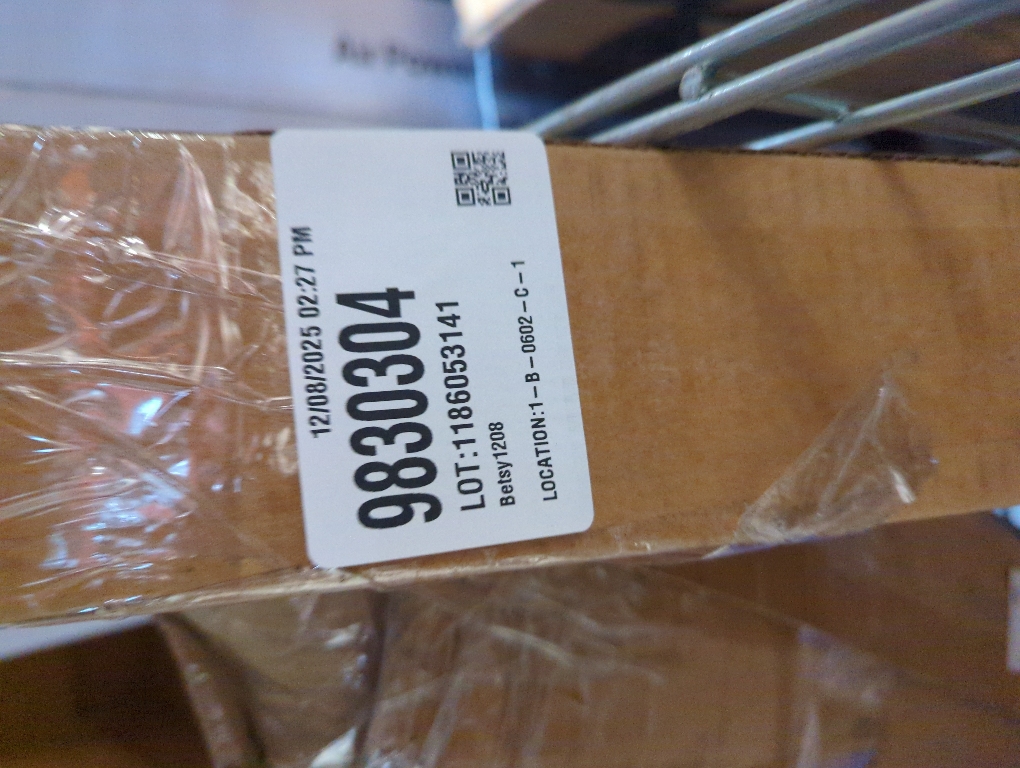 12/08/2025 02:27 PM
9830304
LOT:1186053141
Betsy1208
LOCATION:1-B-0602-C-1